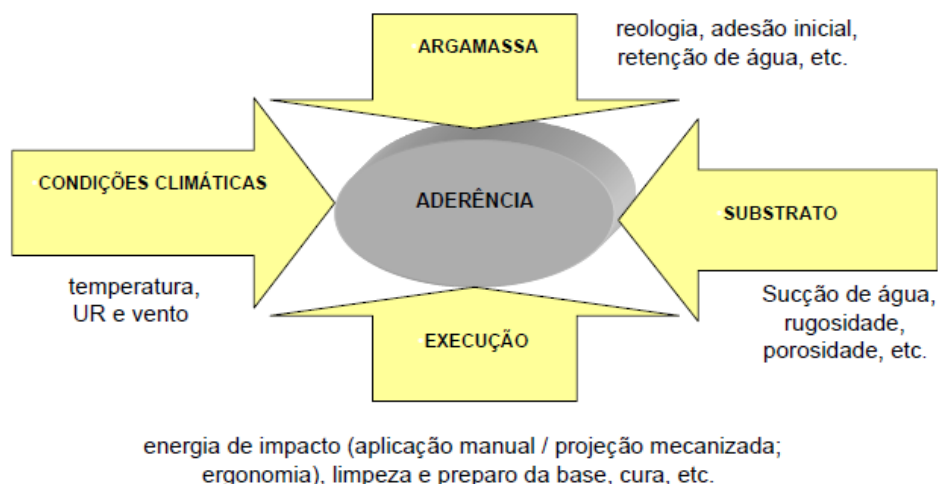 ARGAMASSA
reologia, adesão inicial,
retenção de água, etc.
CONDIÇÕES CLIMÁTICAS
ADERÊNCIA
SUBSTRATO
temperatura,
UR e vento
Sucção de água,
rugosidade,
porosidade, etc.
EXECUÇÃO
energia de impacto (aplicação manual / projeção mecanizada;
ergonomia), limpeza e preparo da base, cura, etc.